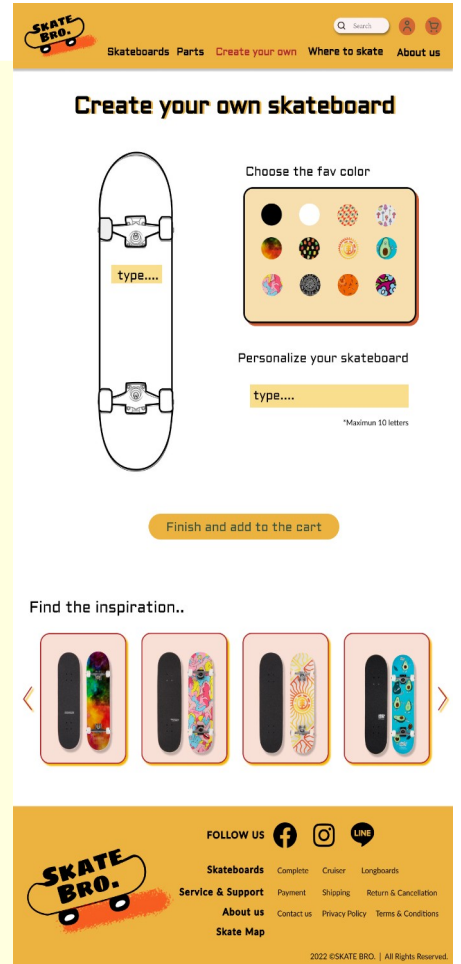 SKATE
BRO.
Search
Skateboards Parts Create your own Where to skate About us
Create your own skateboard
Choose the fav color
type....
Personalize your skateboard
type....
*Maximun 10 letters
Finish and add to the cart
Find the inspiration..
FOLLOW US LINE
SKATE
BRO.
Skateboards Complete Cruiser Longboards
Service & Support Payment Shipping Return & Cancellation
About us Contact us Privacy Policy Terms & Conditions
Skate Map
2022 ©SKATE BRO. | All Rights Reserved.